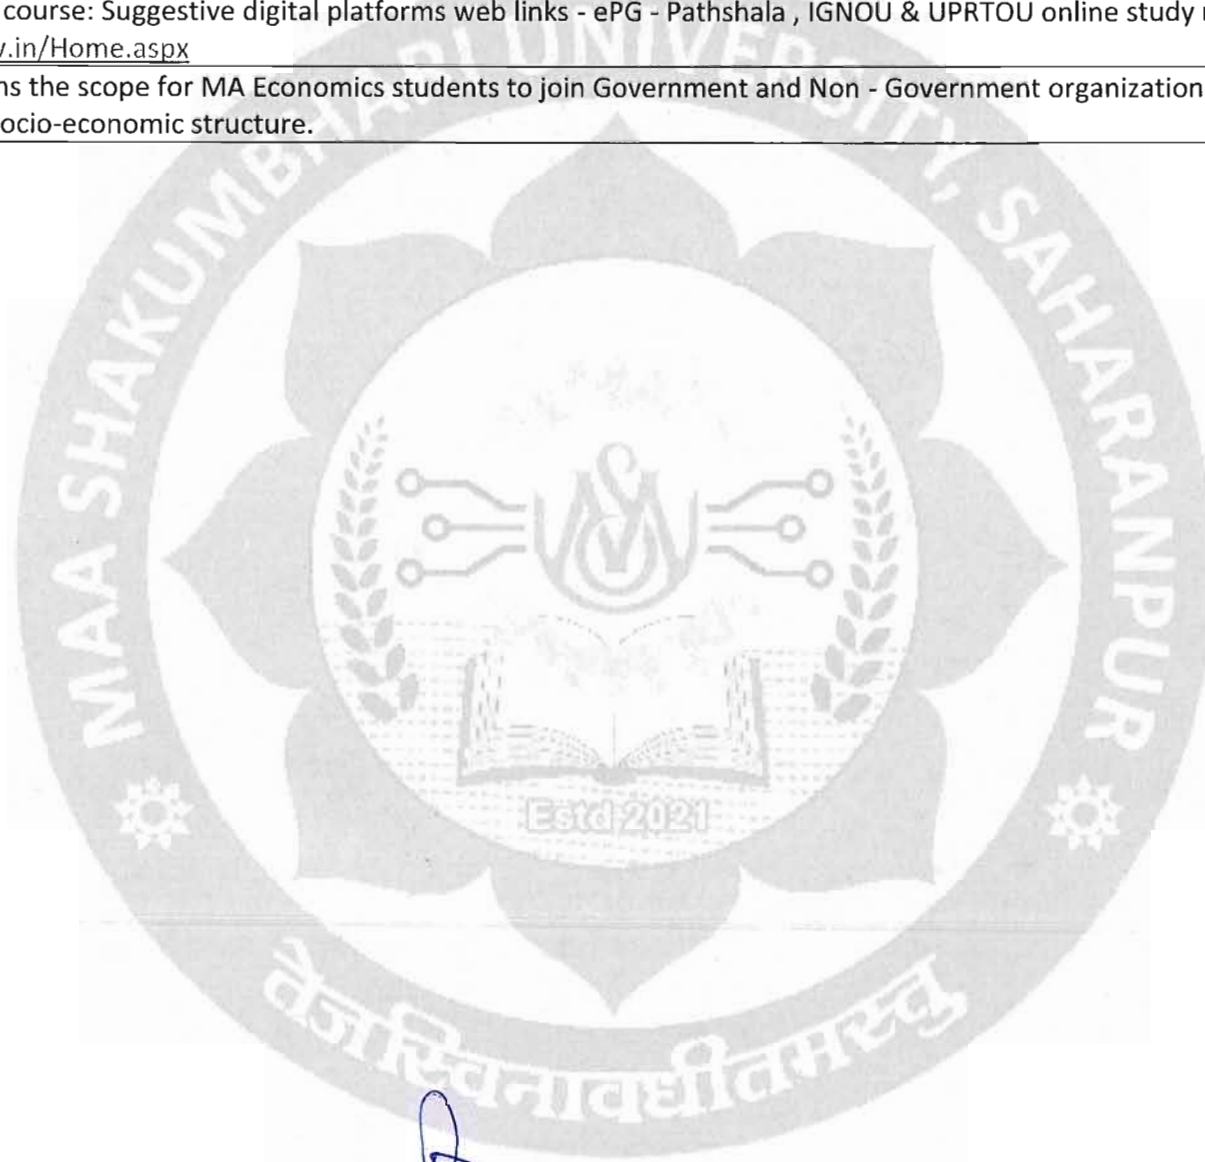 course: Suggestive digital platforms web links - ePG - Pathshala , IGNOU & UPRTOU online study
v.in/Home.aspx
ns the scope for MA Economics students to join Government and Non - Government organization
ocio-economic structure.
MAA SHAKUMBHARI UNIVERSITY, SAHARANPUR
Estd 2021
तेजस्विनावधीतमस्तु